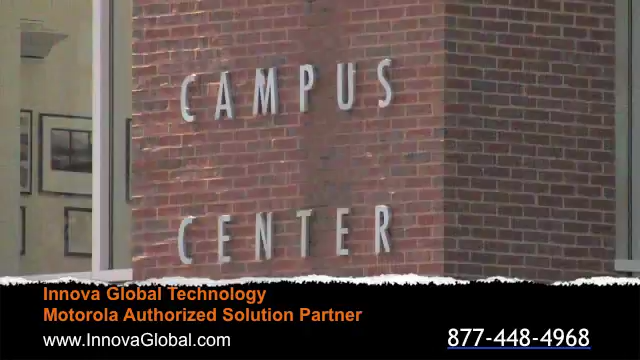 CAMPUS
CENTER
Innova Global Technology
Motorola Authorized Solution Partner
www.InnovaGlobal.com
877-448-4968